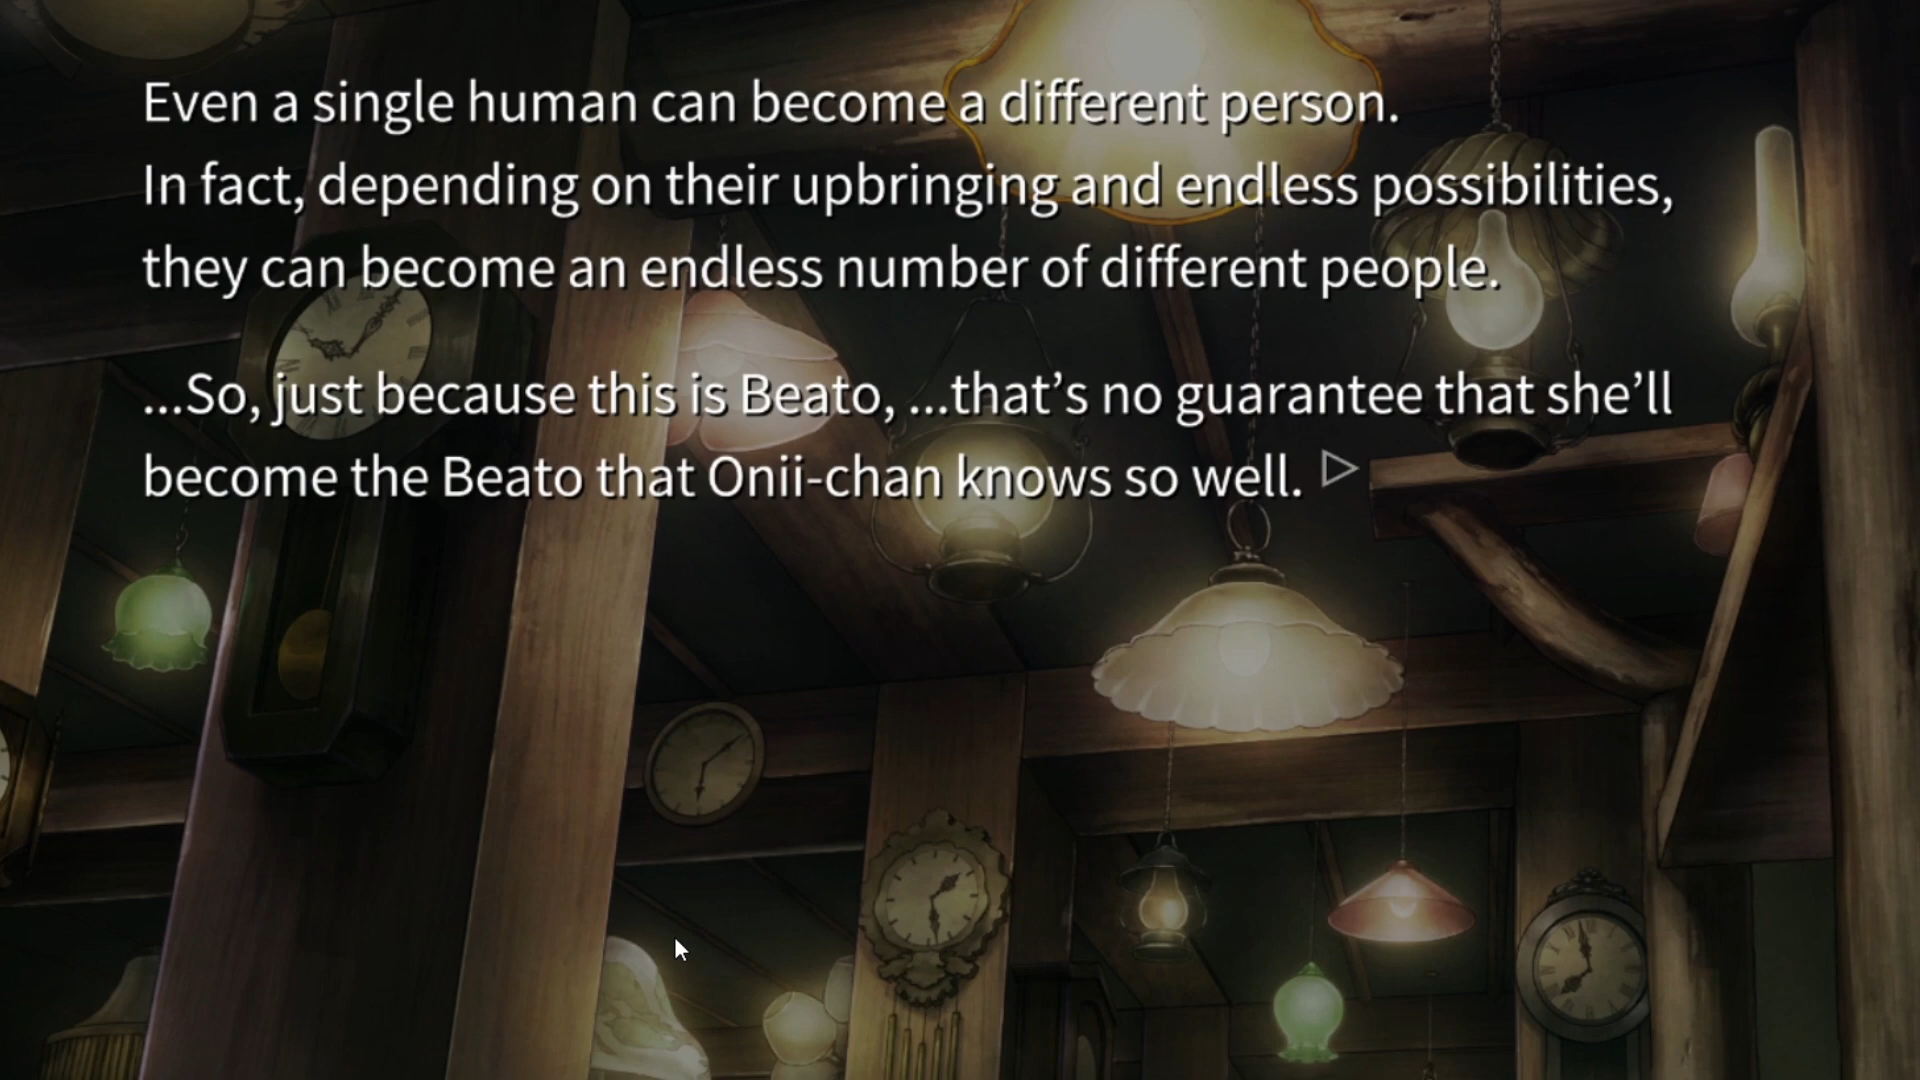 Even a single human can become a different person.
In fact, depending on their upbringing and endless possibilities,
they can become an endless number of different people.
...So, just because this is Beato, ...that’s no guarantee that she’ll
become the Beato that Onii-chan knows so well.